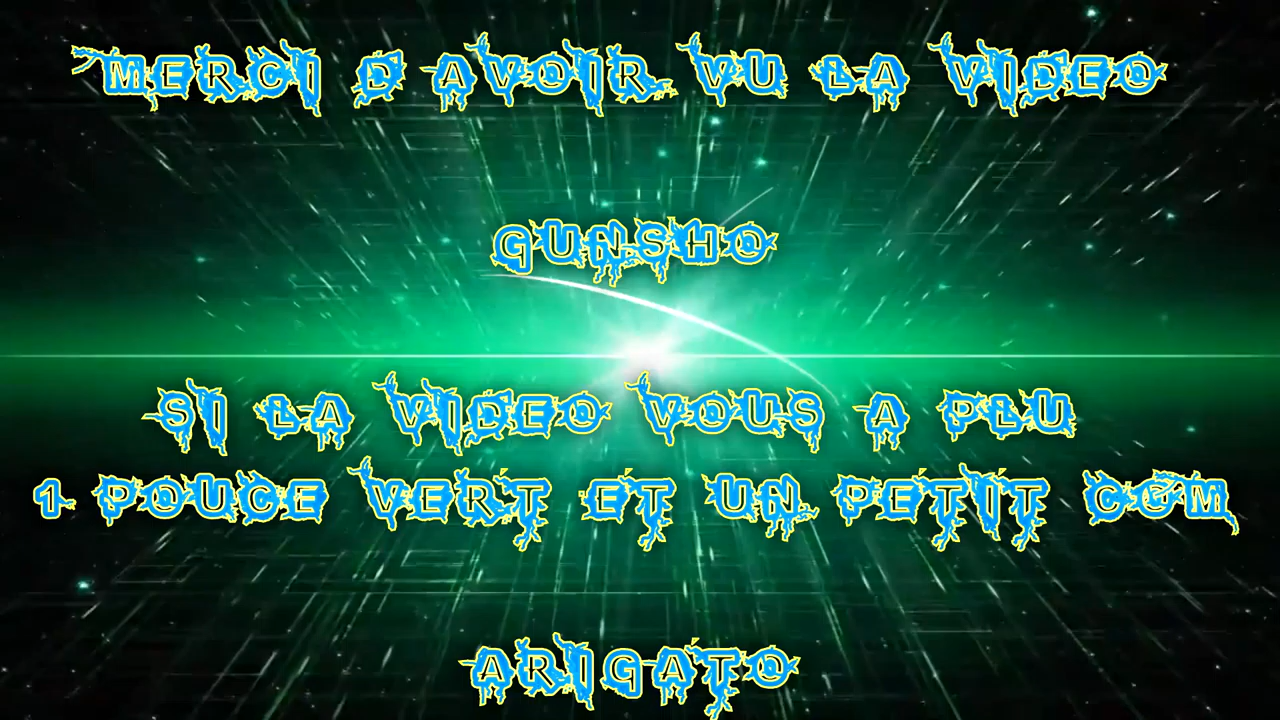 MERCI D AVOIR VU LA VIDEO
GUNSHO
SI LA VIDEO VOUS A PLU
1 POUCE VERT ET UN PETIT COM
ARIGATO